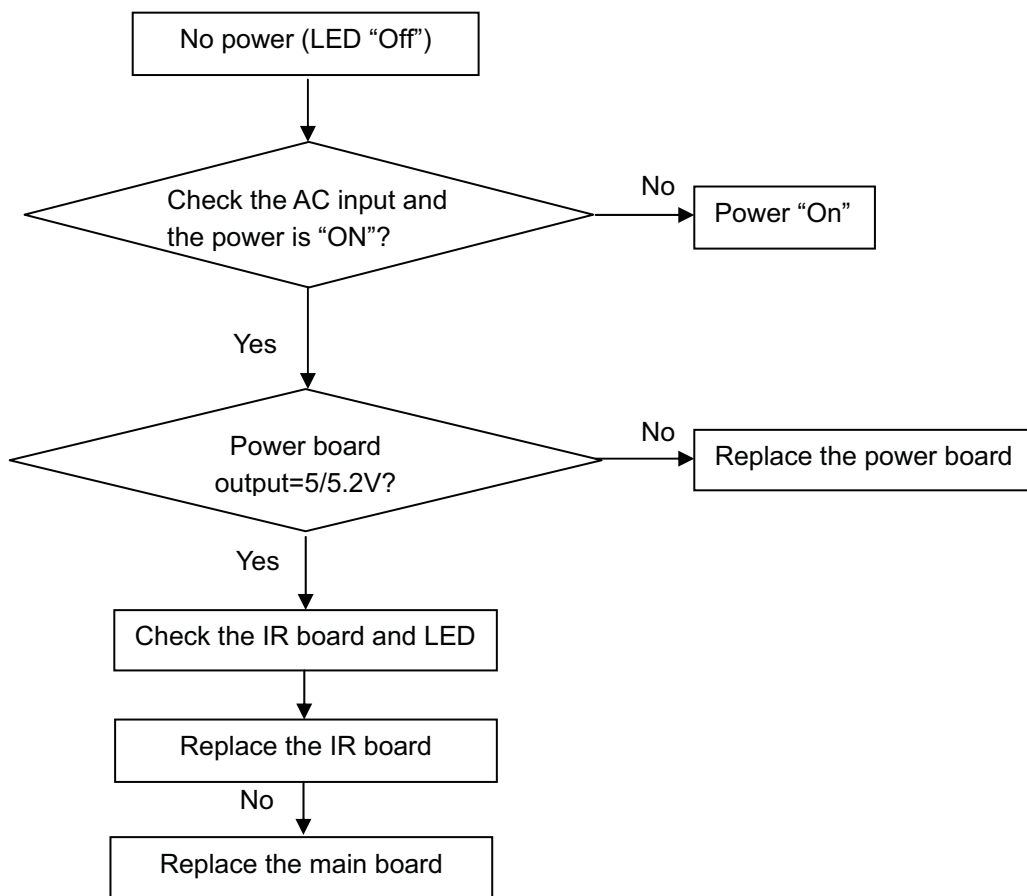 No power (LED “Off”)
Check the AC input and
the power is “ON”?
No
Power “On”
Yes
Power board
output=5/5.2V?
No
Replace the power board
Yes
Check the IR board and LED
Replace the IR board
No
Replace the main board